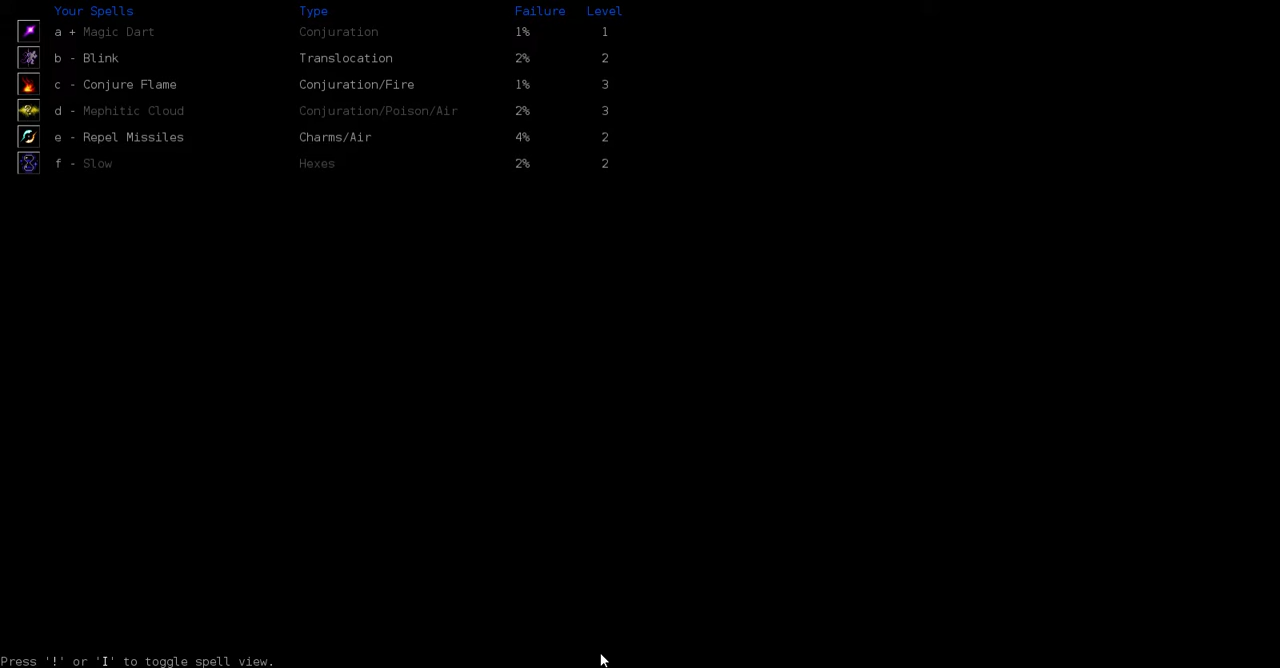 Your Spells Type Failure Level
a + Magic Dart Conjuration 1% 1
b - Blink Translocation 2% 2
c - Conjure Flame Conjuration/Fire 1% 3
d - Mephitic Cloud Conjuration/Poison/Air 2% 3
e - Repel Missiles Charms/Air 4% 2
f - Slow Hexes 2% 2
Press '!' or 'I' to toggle spell view.